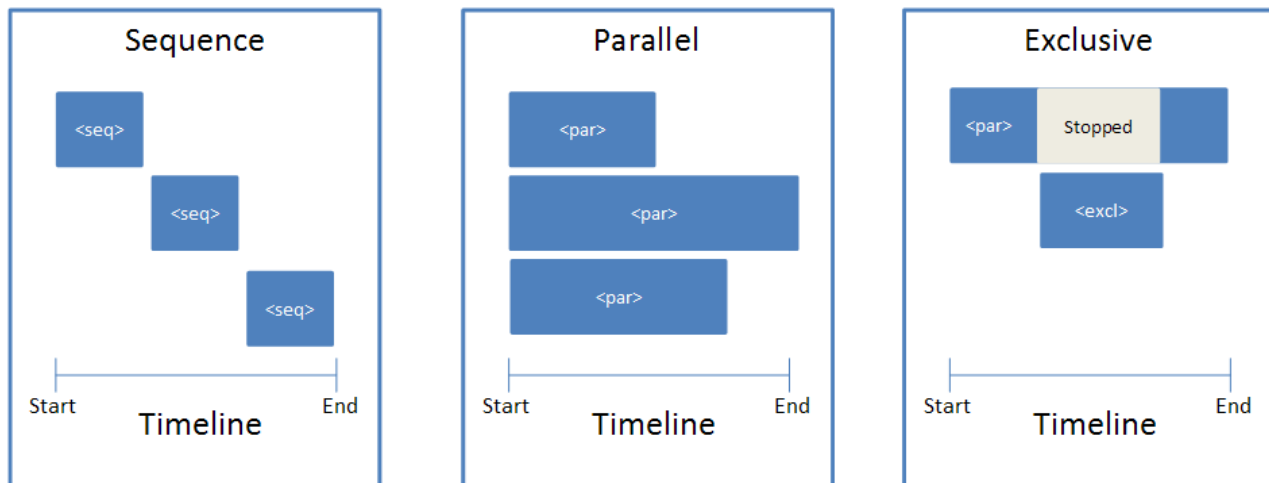 Sequence
<seq>
<seq>
<seq>
Start
End
Timeline
Parallel
<par>
<par>
<par>
Start
End
Timeline
Exclusive
<par>
Stopped
<excl>
Start
End
Timeline